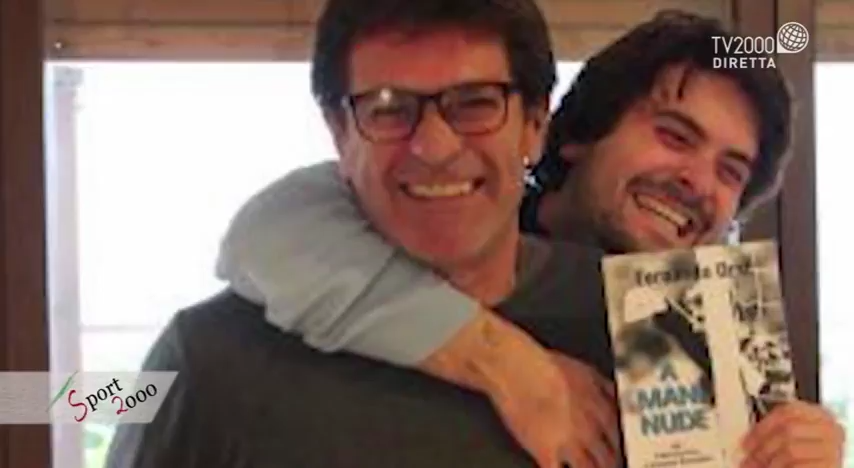 TV2000
DIRETTA
Fernando Orsi
A
MANI
NUDE
Sport
2000